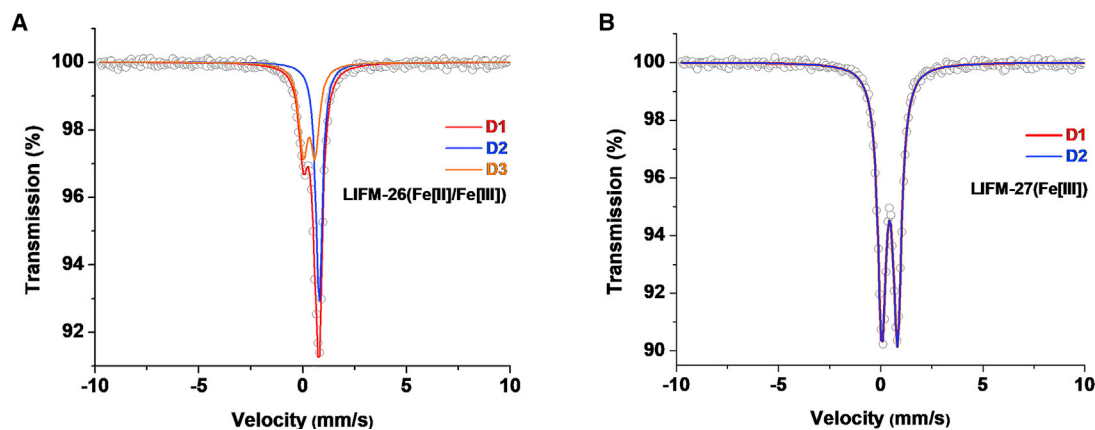 A
100
98
96
94
92
-10
-5
0
5
10
Transmission (%)
Velocity (mm/s)
D1
D2
D3
LIFM-26(Fe[II]/Fe[III])
B
100
98
96
94
92
90
-10
-5
0
5
10
Transmission (%)
Velocity (mm/s)
D1
D2
LIFM-27(Fe[III])